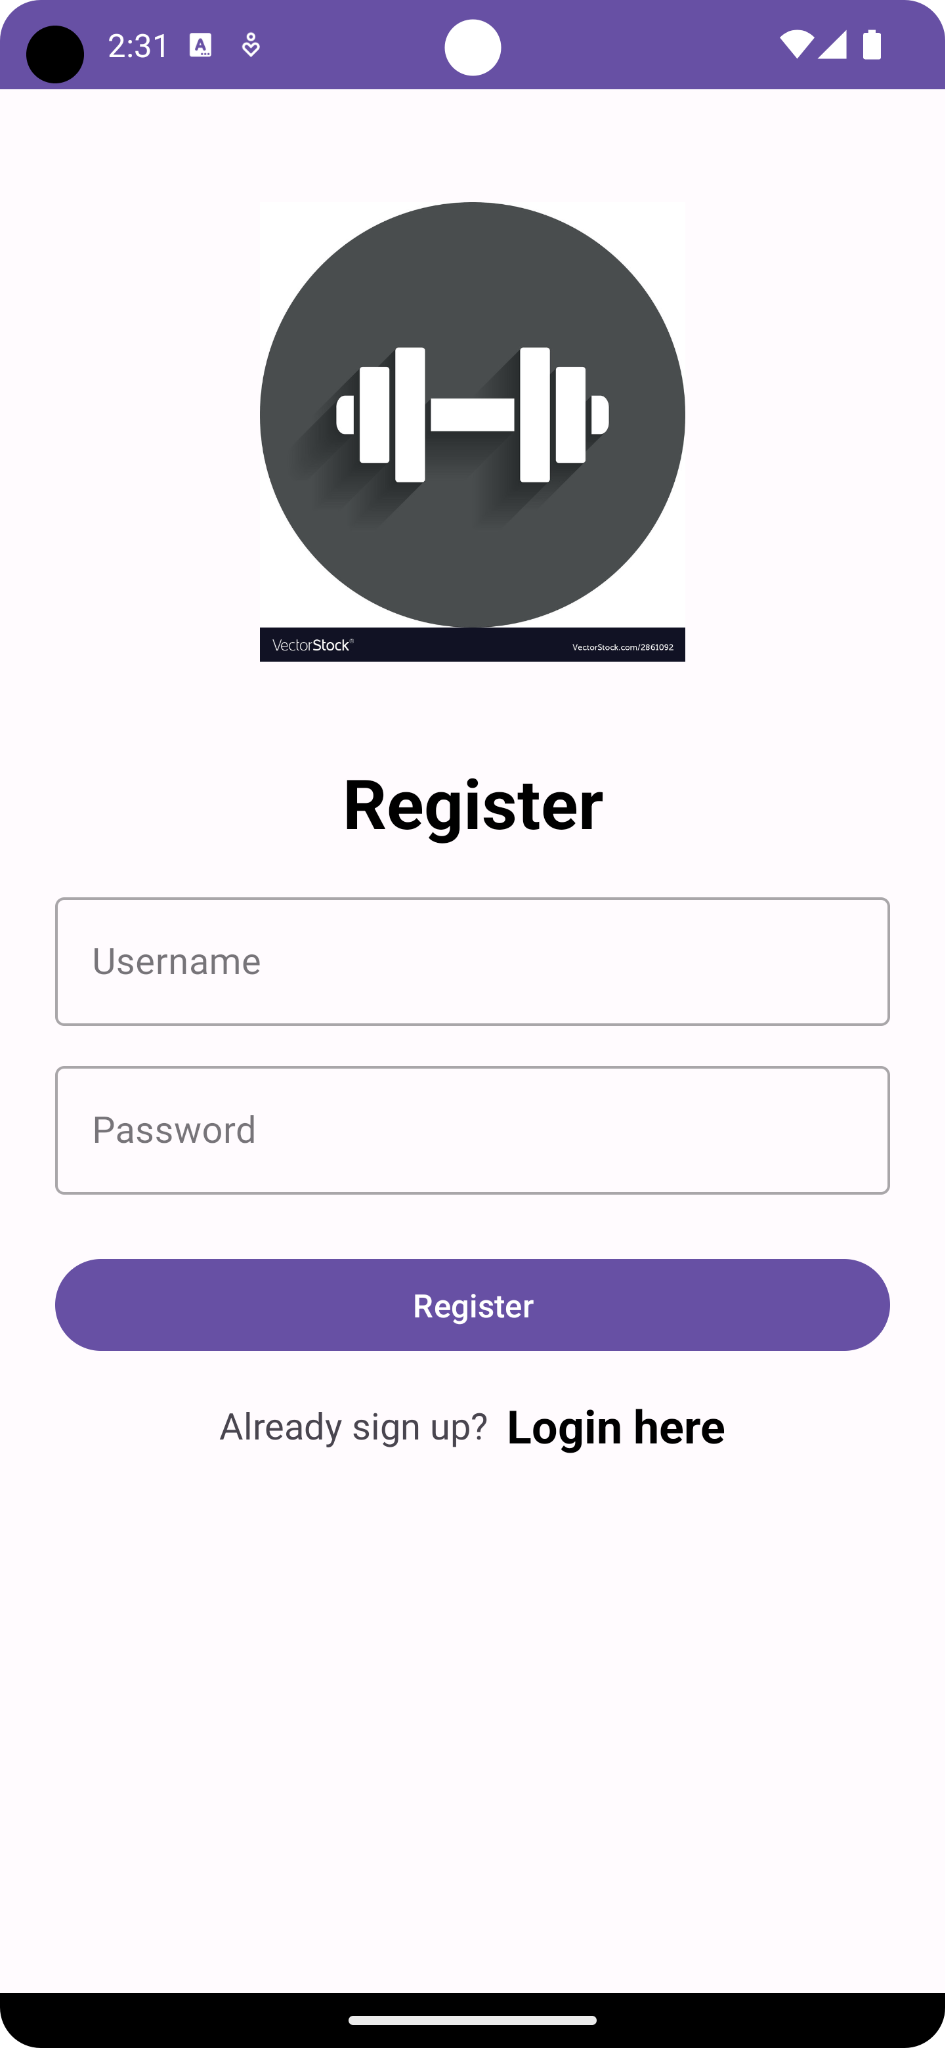 2:31
VectorStock® VectorStock.com/2861092
Register
Username
Password
Register
Already sign up? Login here